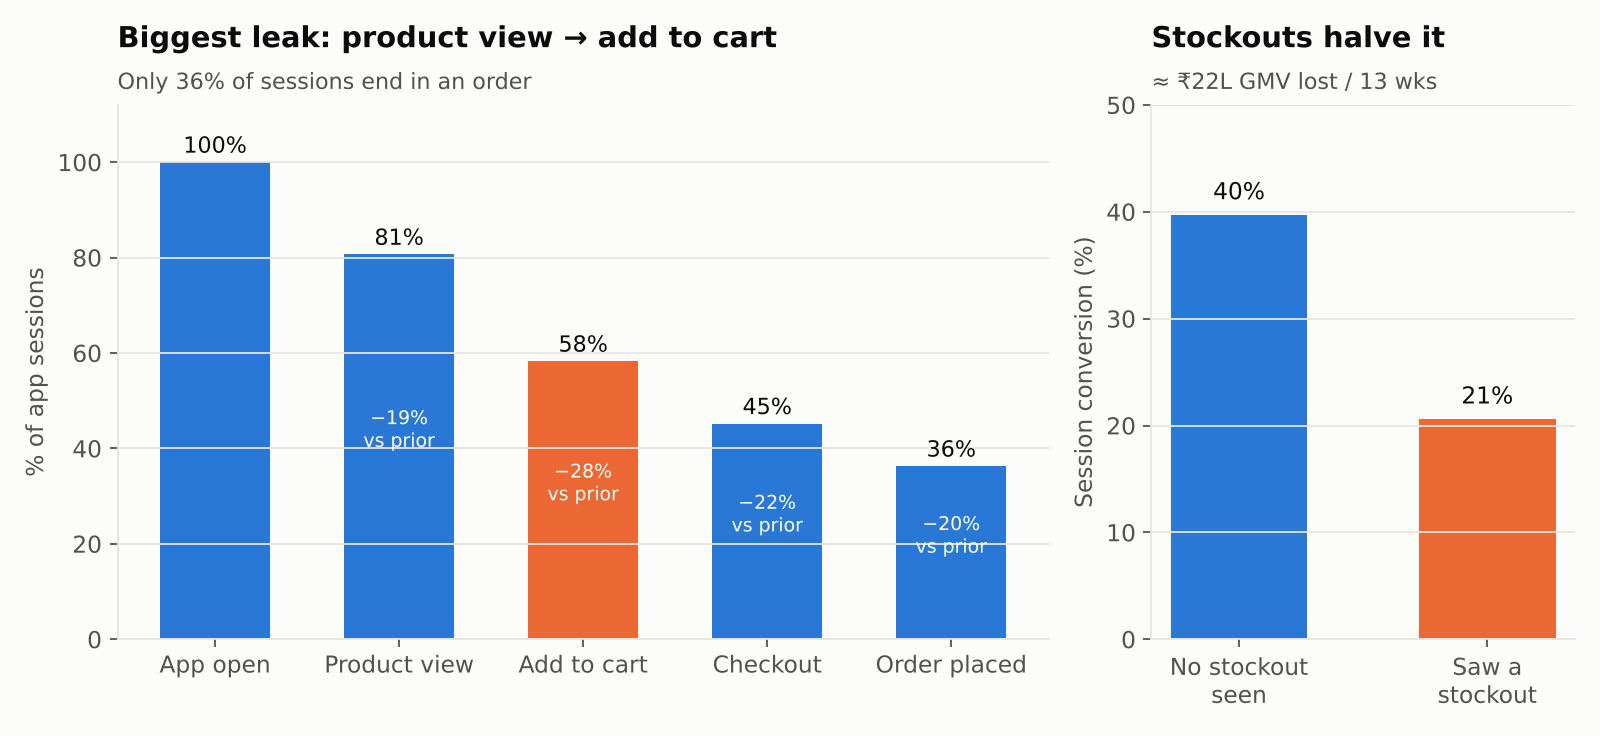 Biggest leak: product view → add to cart
Only 36% of sessions end in an order
% of app sessions
100
80
60
40
20
0
100%
81%
58%
45%
36%
−19%
vs prior
−28%
vs prior
−22%
vs prior
−20%
vs prior
App open
Product view
Add to cart
Checkout
Order placed
Stockouts halve it
≈ ₹22L GMV lost / 13 wks
Session conversion (%)
50
40
30
20
10
0
40%
21%
No stockout
seen
Saw a
stockout